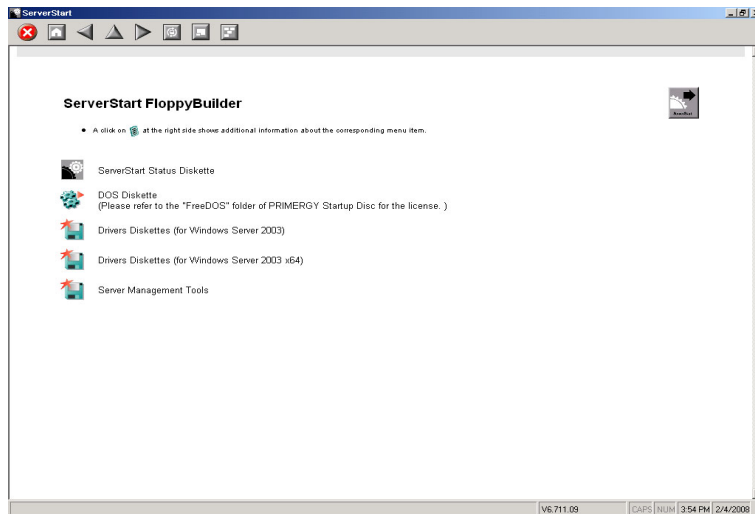 ServerStart
ServerStart FloppyBuilder
A click on at the right side shows additional information about the corresponding menu item.
ServerStart Status Diskette
DOS Diskette
(Please refer to the "FreeDOS" folder of PRIMERGY Startup Disc for the license. )
Drivers Diskettes (for Windows Server 2003)
Drivers Diskettes (for Windows Server 2003 x64)
Server Management Tools
V6.711.09 CAPS NUM 3:54 PM 2/4/2008